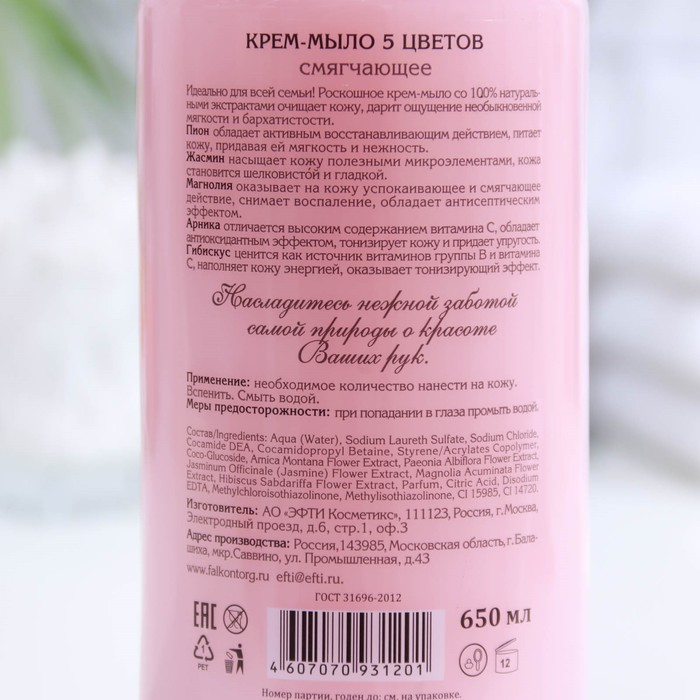 КРЕМ-МЫЛО 5 ЦВЕТОВ
смягчающее
Идеально для всей семьи! Роскошное крем-мыло со 100% натураль-
ными экстрактами очищает кожу, дарит ощущение необыкновенной
мягкости и бархатистости.
Пион обладает активным восстанавливающим действием, питает
кожу, придавая ей мягкость и нежность.
Жасмин насыщает кожу полезными микроэлементами, кожа
становится шелковистой и гладкой.
Магнолия оказывает на кожу успокаивающее и смягчающее
действие, снимает воспаление, обладает антисептическим
эффектом.
Арника отличается высоким содержанием витамина С, обладает
антиоксидантным эффектом, тонизирует кожу и придает упругость.
Гибискус ценится как источник витаминов группы В и витамина
С, наполняет кожу энергией, оказывает тонизирующий эффект.
Насладитесь нежной заботой
самой природы о красоте
Ваших рук.
Применение: необходимое количество нанести на кожу.
Вспенить. Смыть водой.
Меры предосторожности: при попадании в глаза промыть водой.
Состав/Ingredients: Aqua (Water), Sodium Laureth Sulfate, Sodium Chloride,
Cocamide DEA, Cocamidopropyl Betaine, Styrene/Acrylates Copolymer,
Coco-Glucoside, Arnica Montana Flower Extract, Paeonia Albiflora Flower Extract,
Jasminum Officinale (Jasmine) Flower Extract, Magnolia Acuminata Flower
Extract, Hibiscus Sabdariffa Flower Extract, Parfum, Citric Acid, Disodium
EDTA, Methylchloroisothiazolinone, Methylisothiazolinone, CI 15985, CI 14720.
Изготовитель: АО «ЭФТИ Косметикс», 111123, Россия, г.Москва,
Электродный проезд, д.6, стр.1, оф.3
Адрес производства: Россия,143985, Московская область, г. Бала-
шиха, мкр.Саввино, ул. Промышленная, д.43
www.falkontorg.ru efti@efti.ru.
ГОСТ 31696-2012
EAC
650 мл
1
PET
12
4 607070 931201
Номер партии, годен до: см. на упаковке.